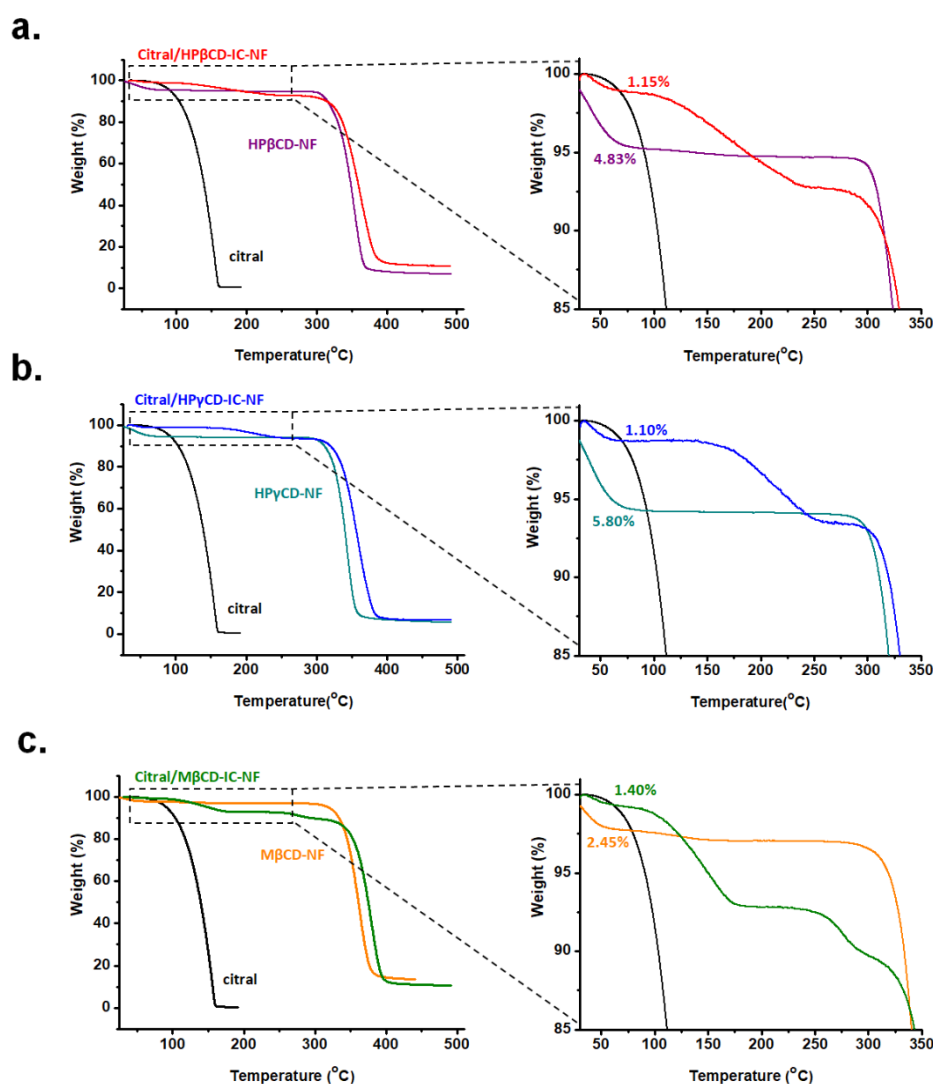 a.
Citral/HPβCD-IC-NF
100
80
60
40
20
0
Weight (%)
HPβCD-NF
citral
100 200 300 400 500
Temperature(°C)
100
95
90
85
Weight (%)
1.15%
4.83%
50 100 150 200 250 300 350
Temperature(°C)
b.
Citral/HPγCD-IC-NF
100
80
60
40
20
0
Weight (%)
HPγCD-NF
citral
100 200 300 400 500
Temperature(°C)
100
95
90
85
Weight (%)
1.10%
5.80%
50 100 150 200 250 300 350
Temperature(°C)
c.
Citral/MβCD-IC-NF
100
80
60
40
20
0
Weight (%)
MβCD-NF
citral
100 200 300 400 500
Temperature (°C)
100
95
90
85
Weight (%)
1.40%
2.45%
50 100 150 200 250 300 350
Temperature (°C)